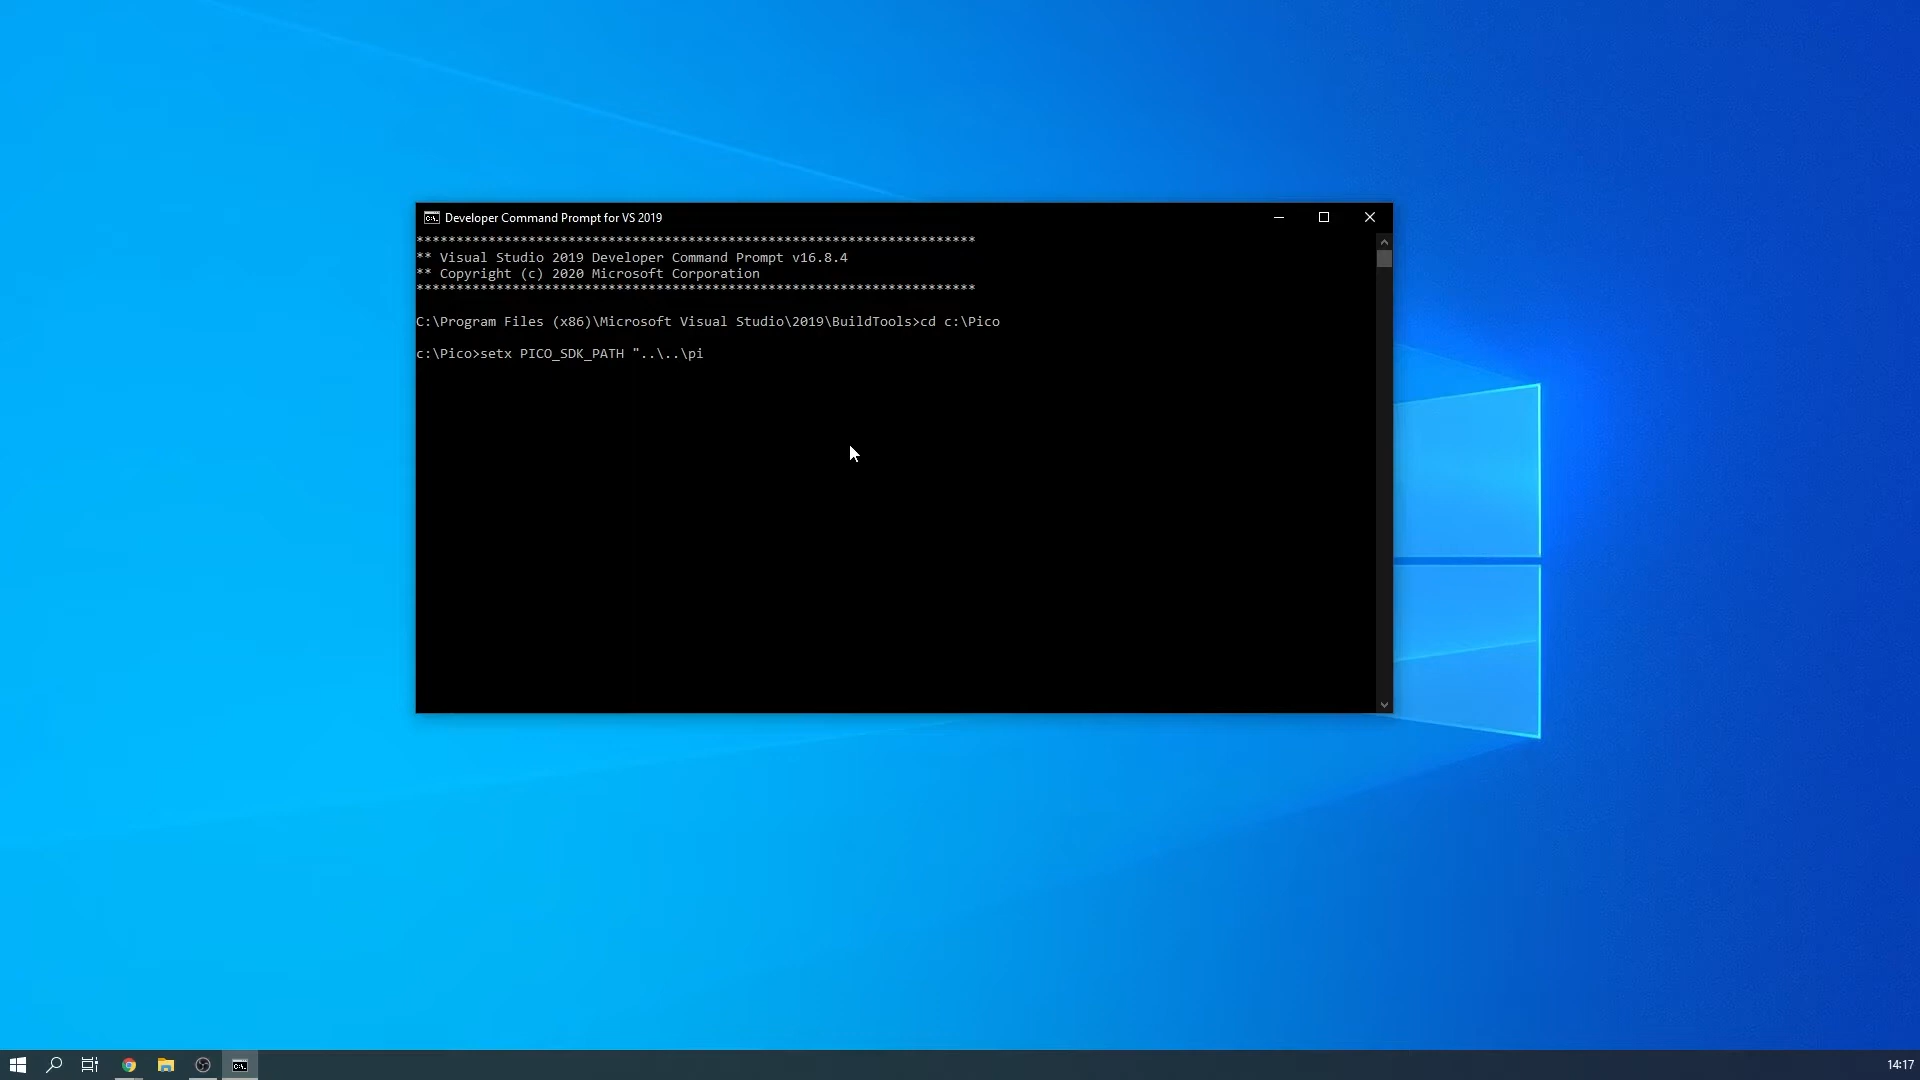 Developer Command Prompt for VS 2019
**********************************************************************
** Visual Studio 2019 Developer Command Prompt v16.8.4
** Copyright (c) 2020 Microsoft Corporation
**********************************************************************
C:\Program Files (x86)\Microsoft Visual Studio\2019\BuildTools>cd c:\Pico
c:\Pico>setx PICO_SDK_PATH "..\..\pi
14:17